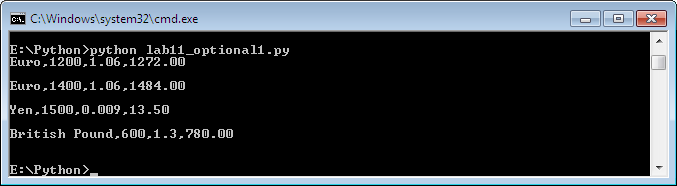 C:\Windows\system32\cmd.exe
E:\Python>python lab11_optional1.py
Euro,1200,1.06,1272.00
Euro,1400,1.06,1484.00
Yen,1500,0.009,13.50
British Pound,600,1.3,780.00
E:\Python>_